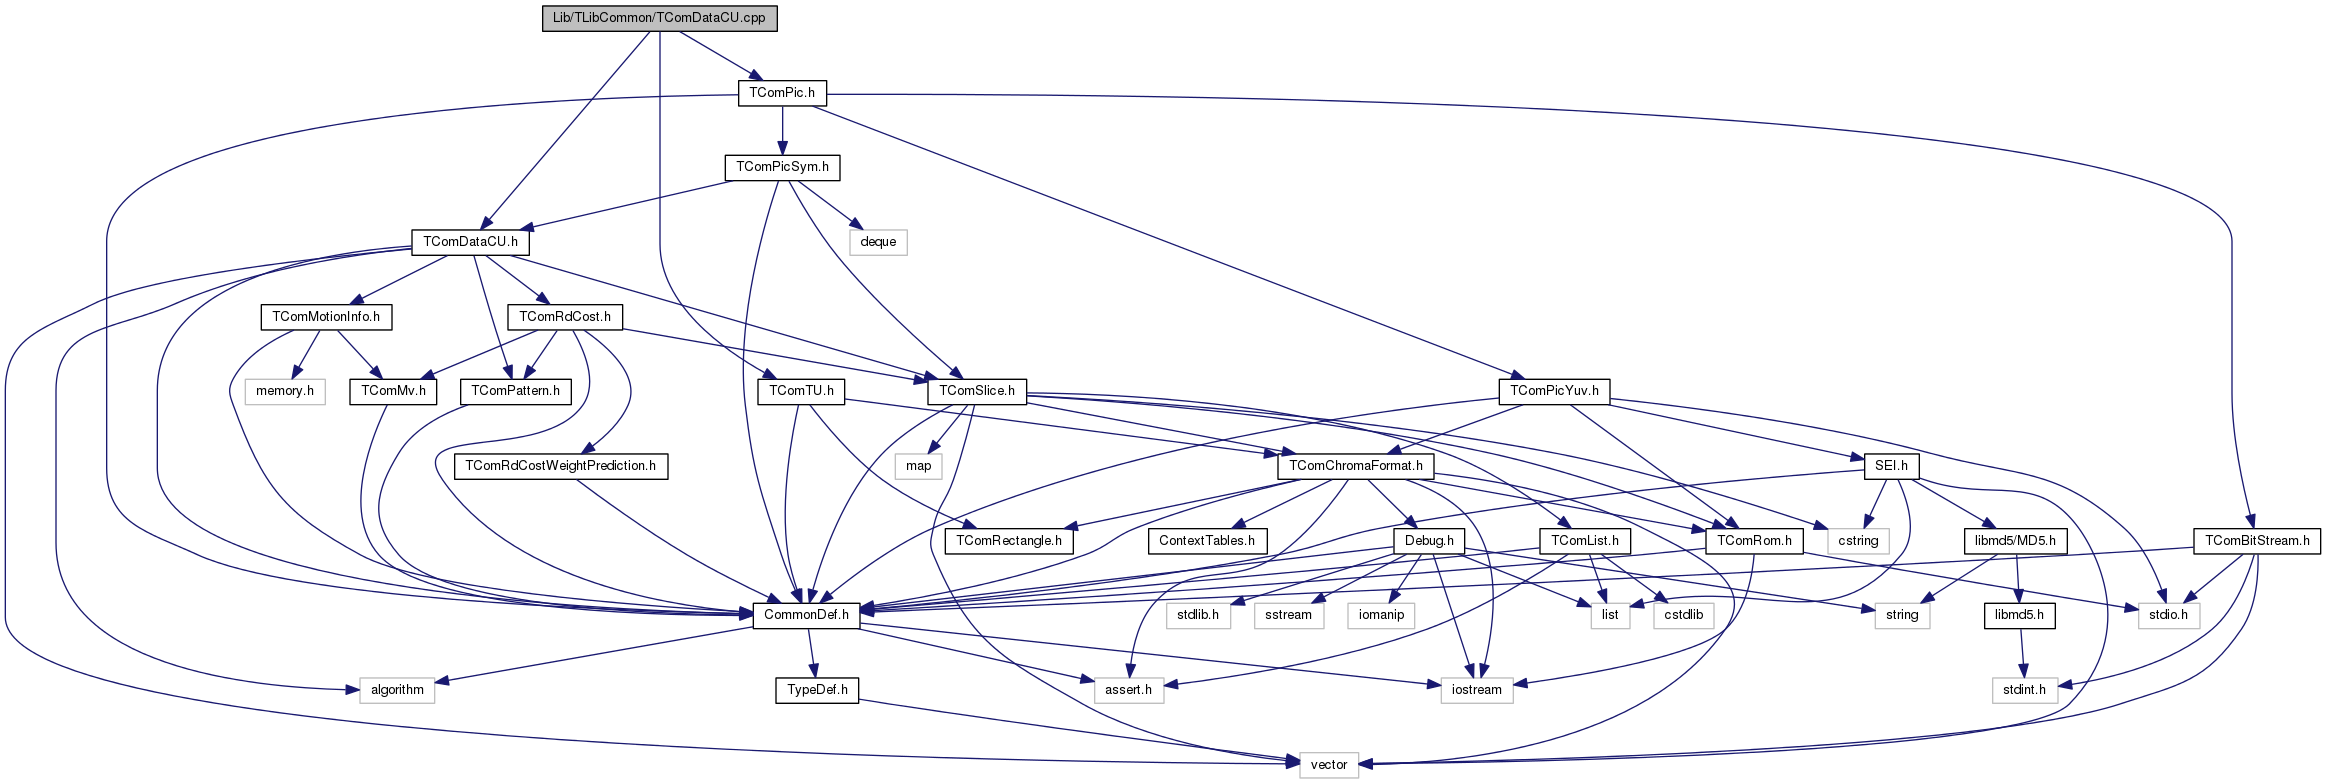 Lib/TLibCommon/TComDataCU.cpp
TComPic.h
TComPicSym.h
TComDataCU.h
deque
TComMotionInfo.h
TComRdCost.h
memory.h
TComMv.h
TComPattern.h
TComTU.h
TComSlice.h
TComPicYuv.h
TComRdCostWeightPrediction.h
map
TComChromaFormat.h
SEI.h
TComRectangle.h
ContextTables.h
Debug.h
TComList.h
TComRom.h
cstring
libmd5/MD5.h
TComBitStream.h
CommonDef.h
stdlib.h
sstream
iomanip
list
cstdlib
string
libmd5.h
stdio.h
algorithm
TypeDef.h
assert.h
iostream
stdint.h
vector